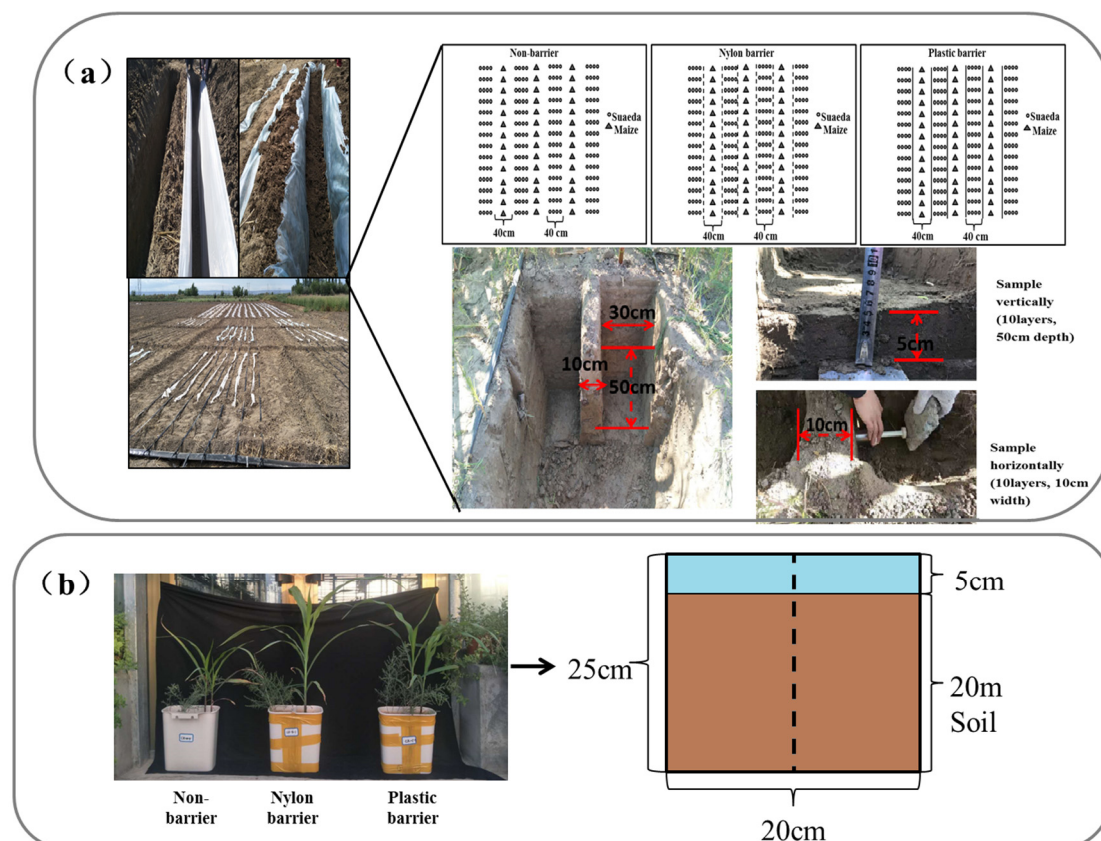 (a)
Non-barrier
Nylon barrier
Plastic barrier
Suaeda
Maize
Suaeda
Maize
Suaeda
Maize
40cm
40 cm
40cm
40 cm
40cm
40 cm
30cm
10cm
50cm
5cm
Sample
vertically
(10layers,
50cm depth)
10cm
Sample
horizontally
(10layers, 10cm
width)
(b)
Non-
barrier
Nylon
barrier
Plastic
barrier
25cm
5cm
20m
Soil
20cm